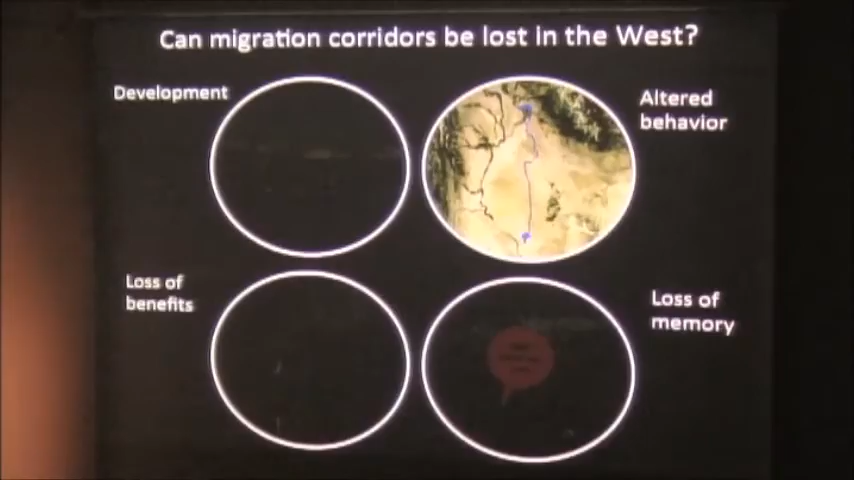 Can migration corridors be lost in the West?
Development
Altered
behavior
Loss of
benefits
Loss of
memory